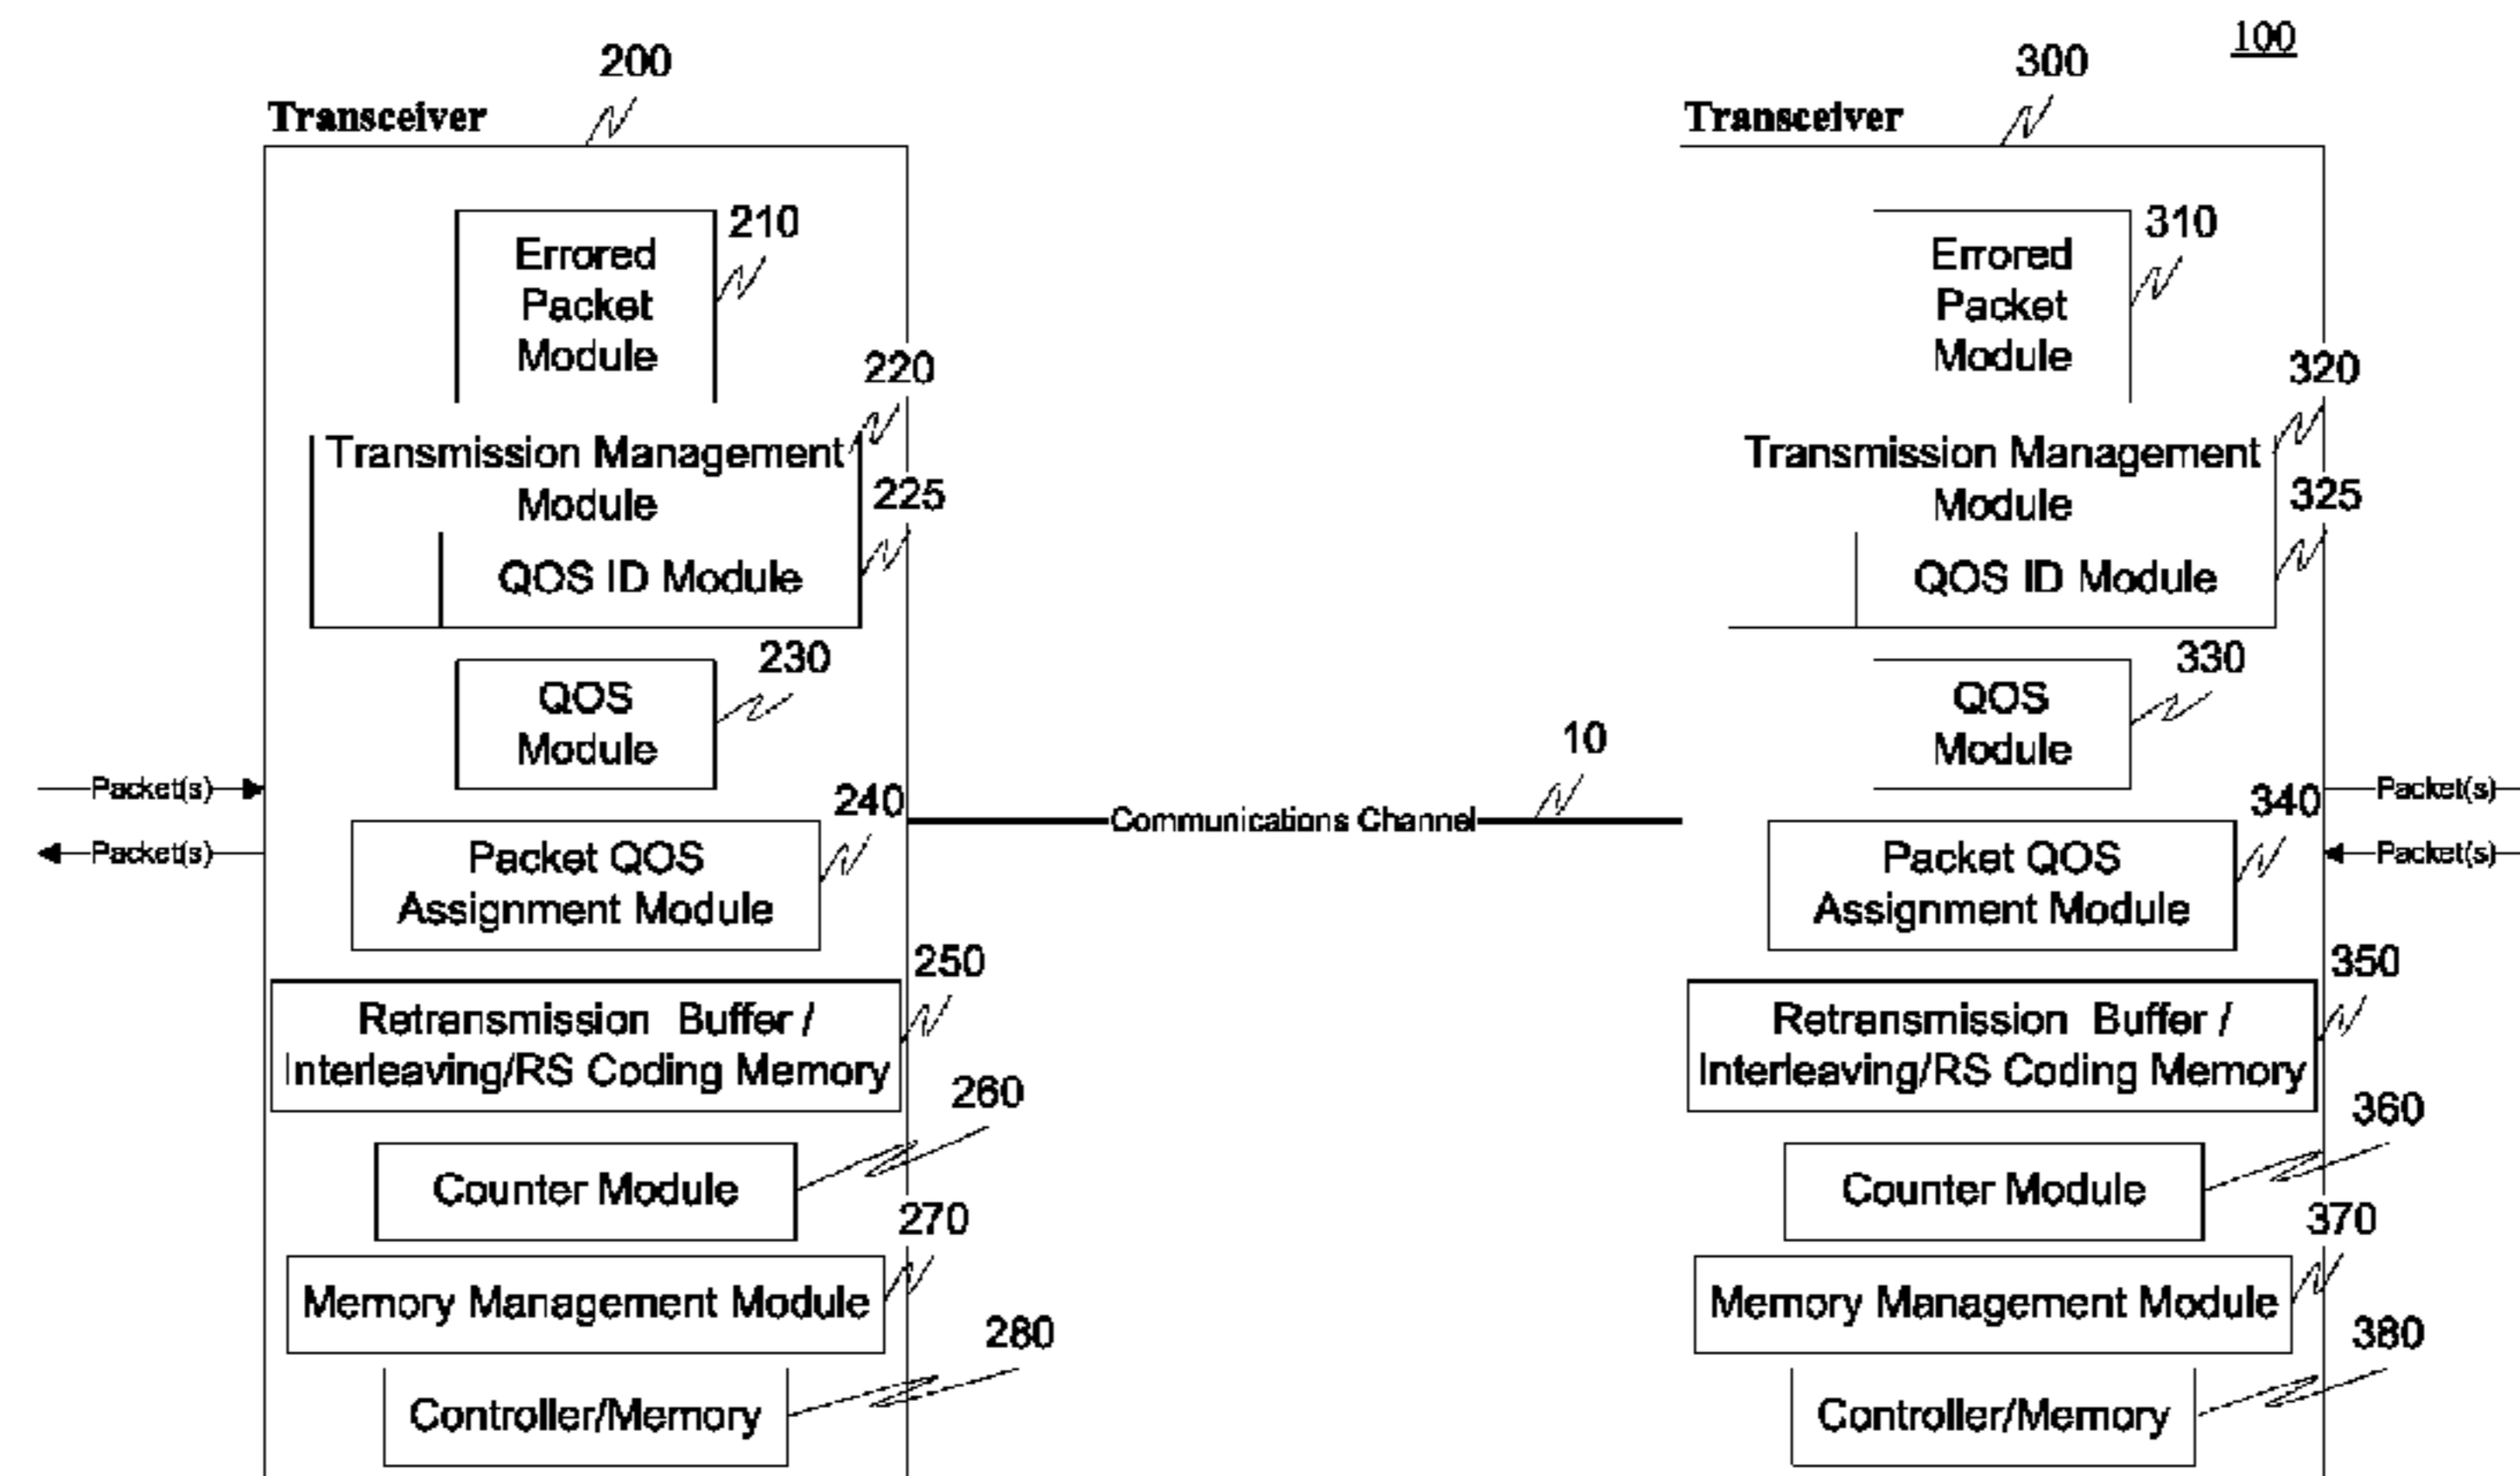 100
200
Transceiver
210
Errored
Packet
Module
220
Transmission Management
Module
225
QOS ID Module
230
QOS
Module
Packet(s)
Packet(s)
240
Packet QOS
Assignment Module
250
Retransmission Buffer /
Interleaving/RS Coding Memory
260
Counter Module
270
Memory Management Module
280
Controller/Memory
10
Communications Channel
300
Transceiver
310
Errored
Packet
Module
320
Transmission Management
Module
325
QOS ID Module
330
QOS
Module
Packet(s)
Packet(s)
340
Packet QOS
Assignment Module
350
Retransmission Buffer /
Interleaving/RS Coding Memory
360
Counter Module
370
Memory Management Module
380
Controller/Memory